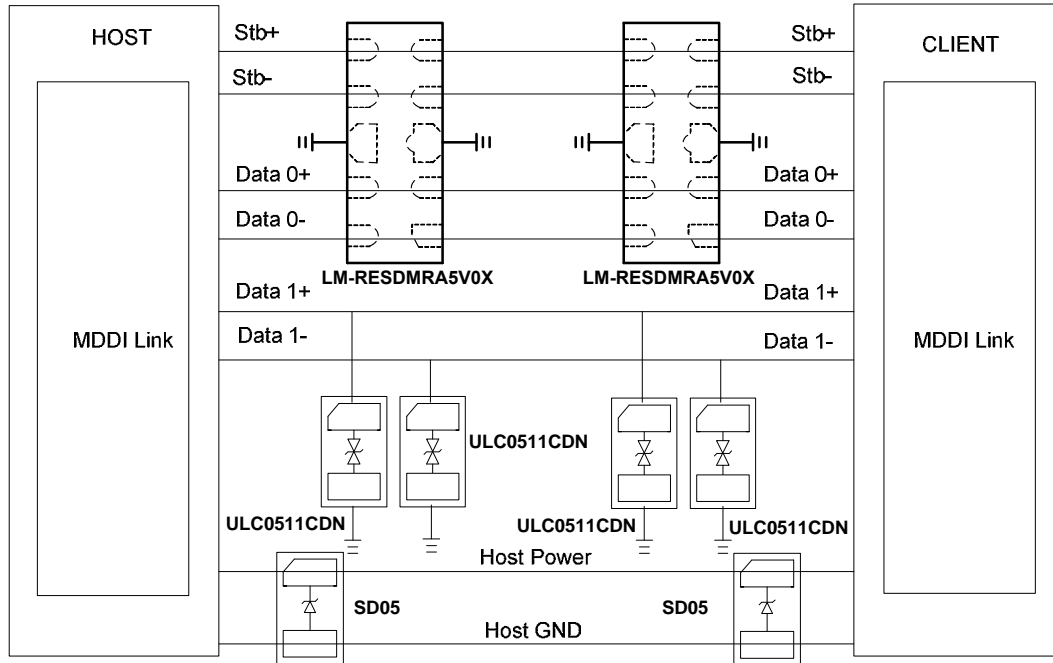 HOST
CLIENT
Stb+
Stb+
Stb-
Stb-
Data 0+
Data 0+
Data 0-
Data 0-
LM-RESDMRA5V0X
LM-RESDMRA5V0X
Data 1+
Data 1+
Data 1-
Data 1-
MDDI Link
MDDI Link
ULC0511CDN
ULC0511CDN
ULC0511CDN
ULC0511CDN
Host Power
SD05
SD05
Host GND